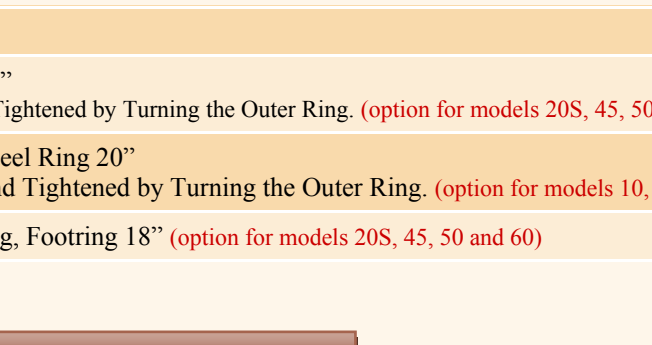 ”
Tightened by Turning the Outer Ring. (option for models 20S, 45, 50
eel Ring 20”
nd Tightened by Turning the Outer Ring. (option for models 10,
g, Footring 18” (option for models 20S, 45, 50 and 60)